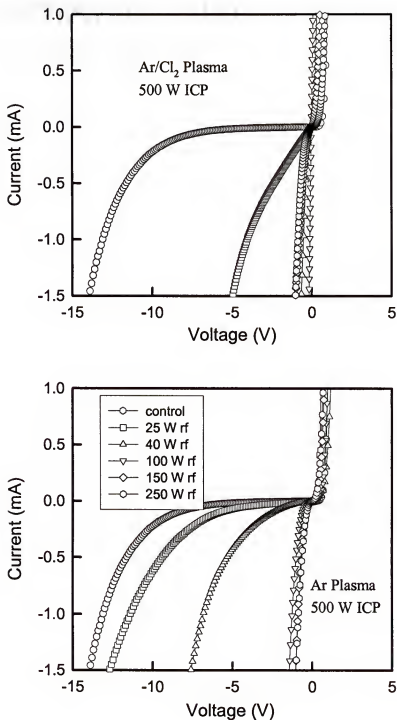 1.0
0.5
0.0
-0.5
-1.0
-1.5
Current (mA)
Ar/Cl₂ Plasma
500 W ICP
-15 -10 -5 0 5
Voltage (V)
1.0
0.5
0.0
-0.5
-1.0
-1.5
Current (mA)
control
25 W rf
40 W rf
100 W rf
150 W rf
250 W rf
Ar Plasma
500 W ICP
-15 -10 -5 0 5
Voltage (V)